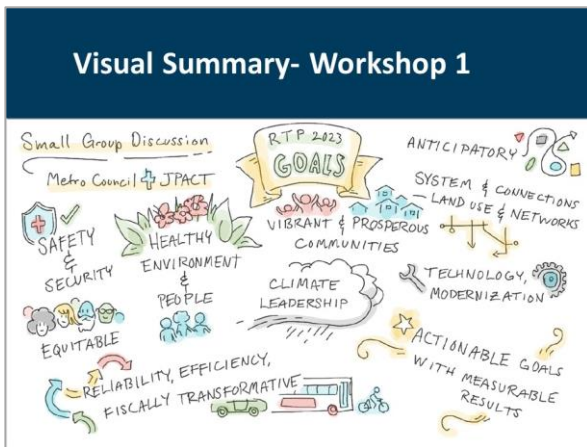 Visual Summary- Workshop 1
Small Group Discussion
Metro Council + JPACT
RTP 2023
GOALS
ANTICIPATORY
SYSTEM & CONNECTIONS
LAND USE & NETWORKS
SAFETY
&
SECURITY
HEALTHY
ENVIRONMENT
&
PEOPLE
VIBRANT & PROSPEROUS
COMMUNITIES
CLIMATE
LEADERSHIP
TECHNOLOGY,
MODERNIZATION
EQUITABLE
ACTIONABLE GOALS
WITH MEASURABLE
RESULTS
RELIABILITY, EFFICIENCY,
FISCALLY TRANSFORMATIVE